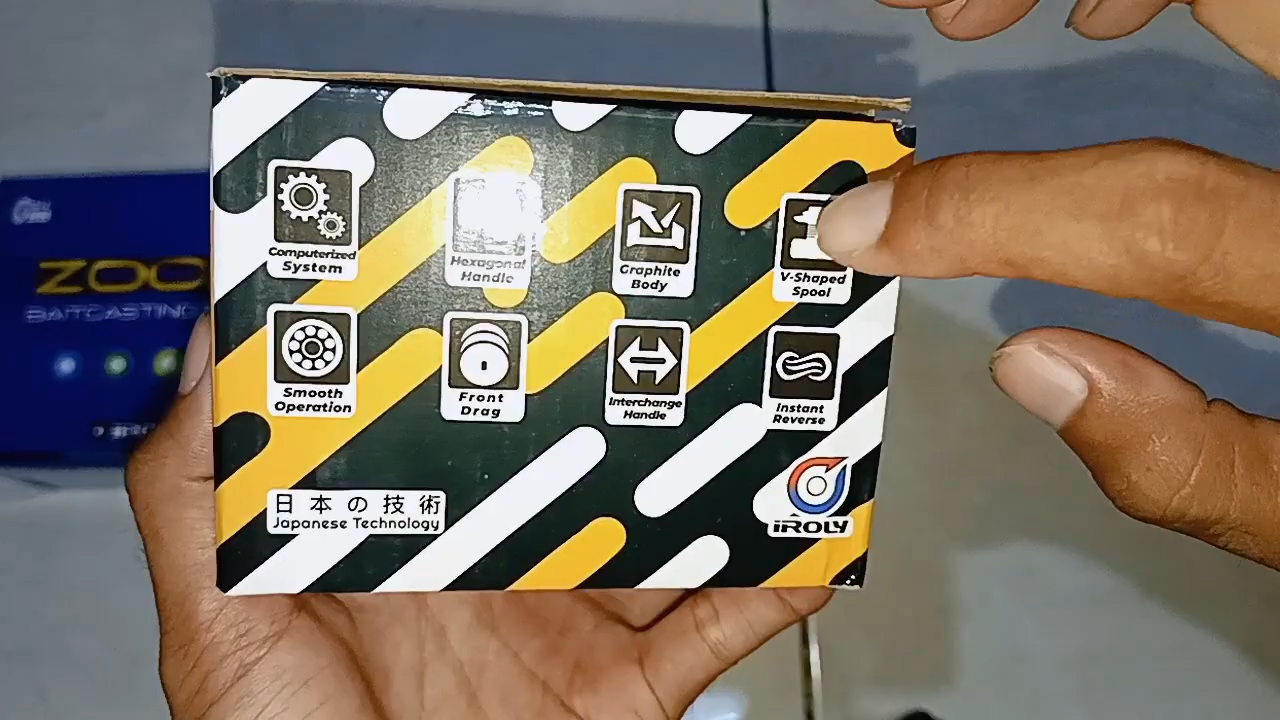 Computerized
System
Hexagonal
Handle
Graphite
Body
V-Shaped
Spool
Smooth
Operation
Front
Drag
Interchange
Handle
Instant
Reverse
日本の技術
Japanese Technology
iROLY
ZOO
BAITCASTING